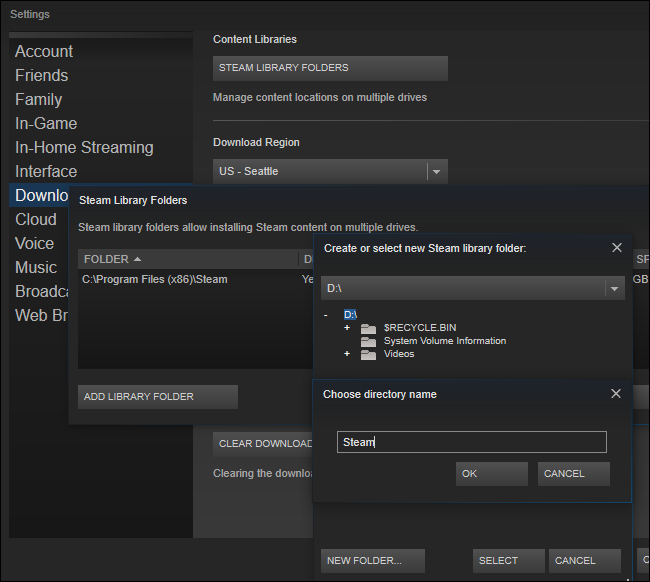 Settings
Account
Friends
Family
In-Game
In-Home Streaming
Interface
Downlo
Cloud
Voice
Music
Broadca
Web Br
Content Libraries
STEAM LIBRARY FOLDERS
Manage content locations on multiple drives
Download Region
US - Seattle
Steam Library Folders
Steam library folders allow installing Steam content on multiple drives.
FOLDER
D
SP
C:\Program Files (x86)\Steam
Ye
GB
ADD LIBRARY FOLDER
CLEAR DOWNLOAD
Clearing the downloa
Create or select new Steam library folder:
D:\
- D:\
+ $RECYCLE.BIN
System Volume Information
+ Videos
Choose directory name
Steam
OK
CANCEL
NEW FOLDER...
SELECT
CANCEL